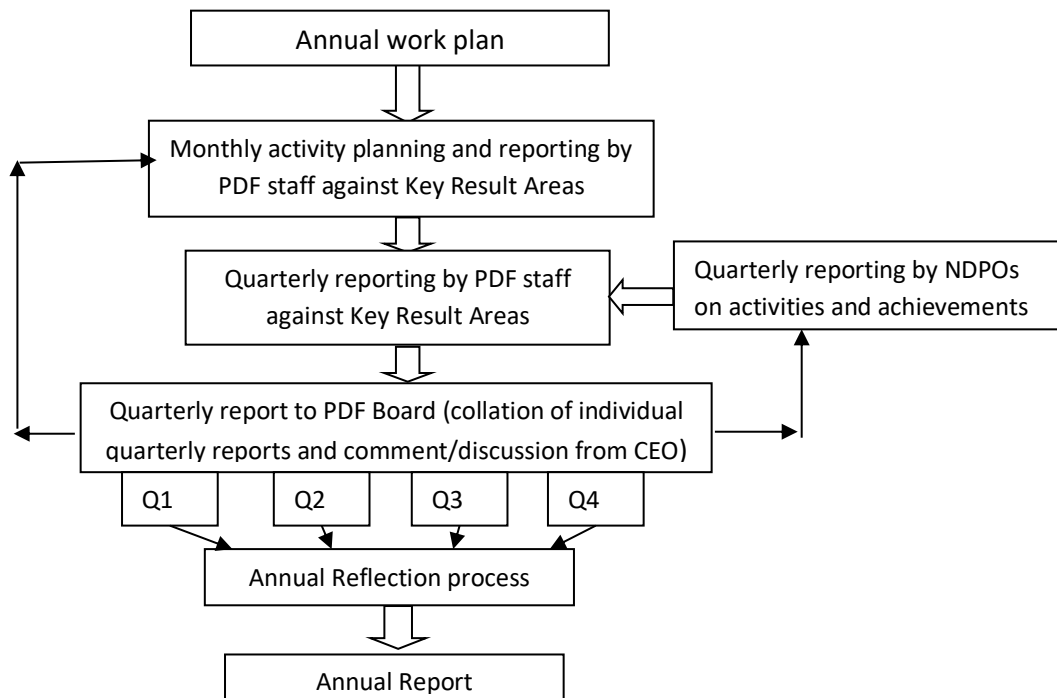 Annual work plan
Monthly activity planning and reporting by
PDF staff against Key Result Areas
Quarterly reporting by PDF staff
against Key Result Areas
Quarterly reporting by NDPOs
on activities and achievements
Quarterly report to PDF Board (collation of individual
quarterly reports and comment/discussion from CEO)
Q1
Q2
Q3
Q4
Annual Reflection process
Annual Report